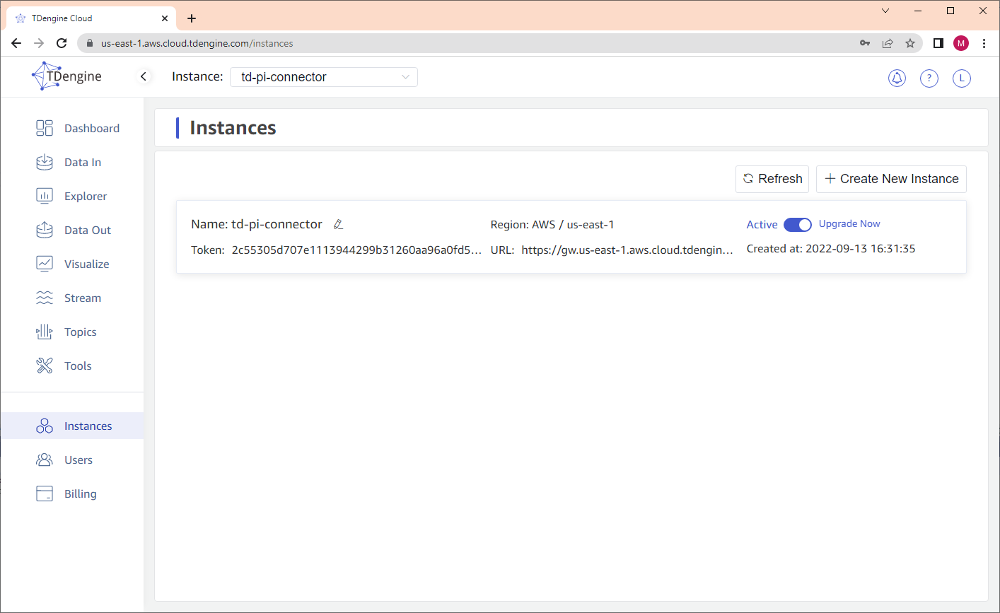 TDengine Cloud
us-east-1.aws.cloud.tdengine.com/instances
M
TDengine
Instance: td-pi-connector
? L
Dashboard
Data In
Explorer
Data Out
Visualize
Stream
Topics
Tools
Instances
Users
Billing
Instances
Refresh
Create New Instance
Name: td-pi-connector
Region: AWS / us-east-1
Active
Upgrade Now
Token: 2c55305d707e1113944299b31260aa96a0fd5...
URL: https://gw.us-east-1.aws.cloud.tdengin...
Created at: 2022-09-13 16:31:35